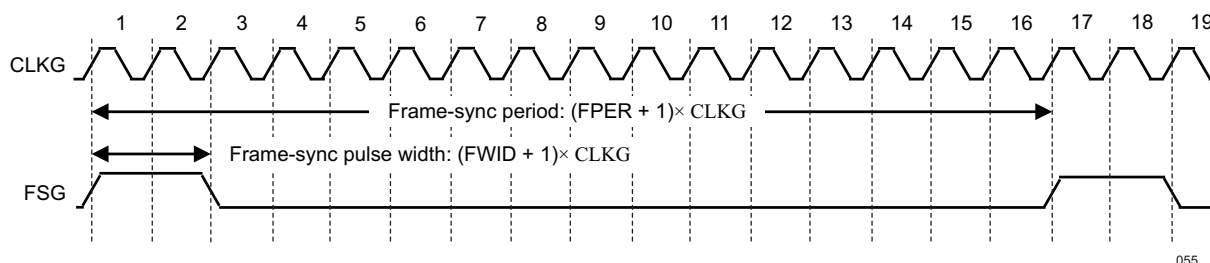 1 2 3 4 5 6 7 8 9 10 11 12 13 14 15 16 17 18 19
CLKG
Frame-sync period: (FPER + 1)× CLKG
Frame-sync pulse width: (FWID + 1)× CLKG
FSG
055